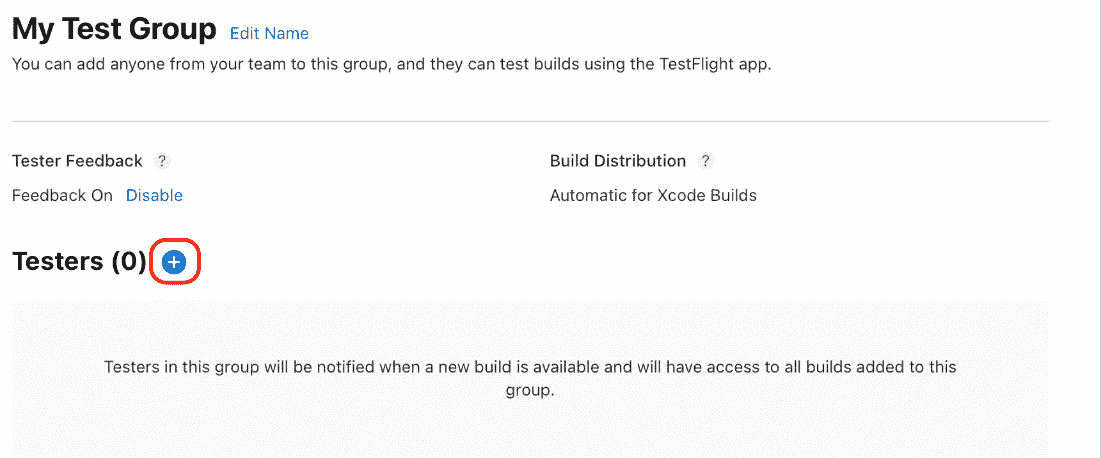 My Test Group Edit Name
You can add anyone from your team to this group, and they can test builds using the TestFlight app.
Tester Feedback ? Build Distribution ?
Feedback On Disable Automatic for Xcode Builds
Testers (0) +
Testers in this group will be notified when a new build is available and will have access to all builds added to this
group.